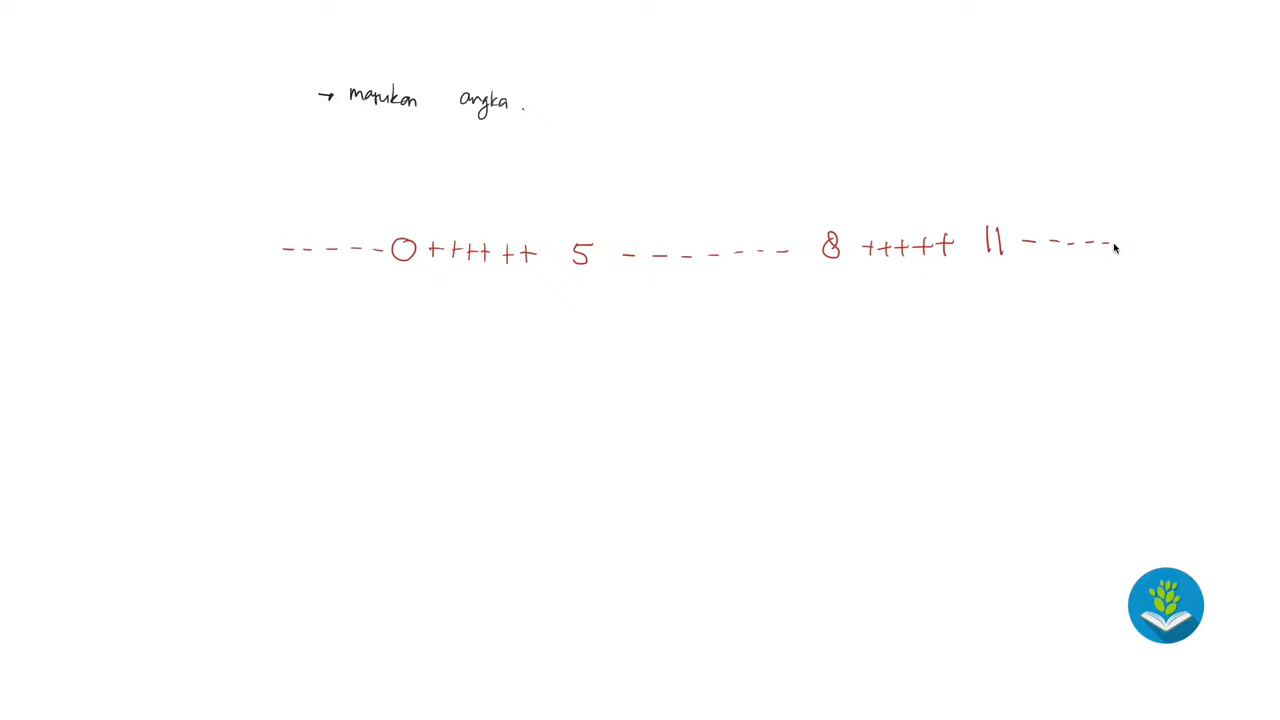 → masukan angka .
- - - - - 0 + + + + + + 5 - - - - - - - 8 + + + + + 11 - - - - -